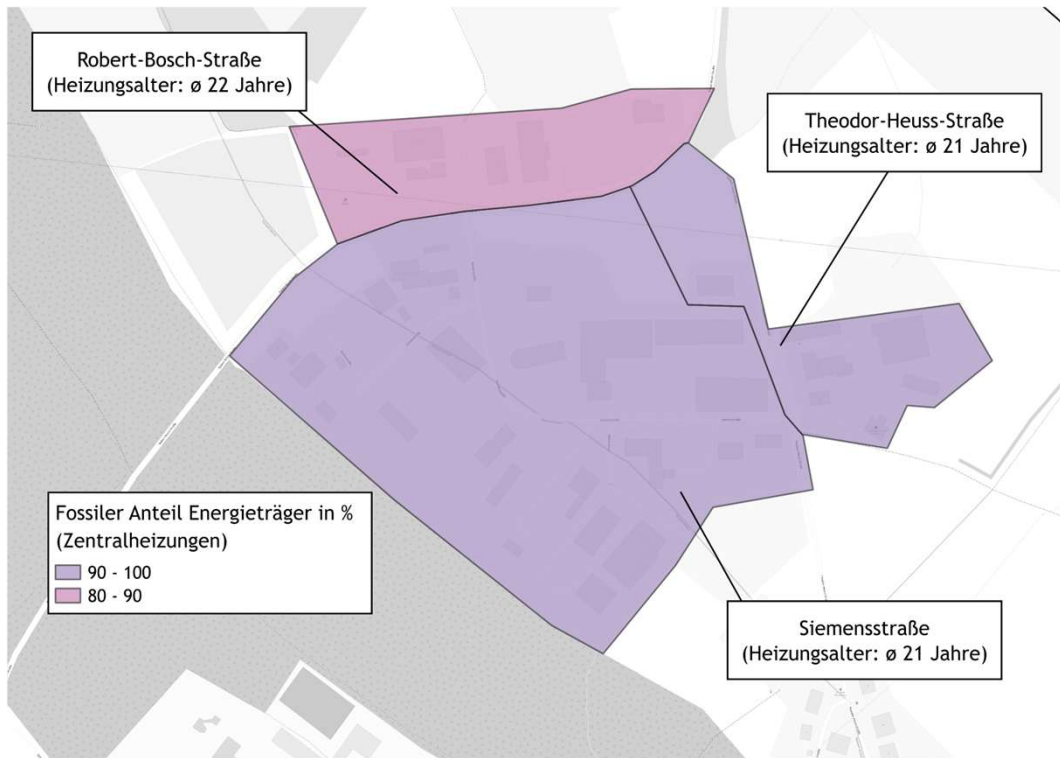 Robert-Bosch-Straße
(Heizungsalter: ø 22 Jahre)
Theodor-Heuss-Straße
(Heizungsalter: ø 21 Jahre)
Fossiler Anteil Energieträger in %
(Zentralheizungen)
90 - 100
80 - 90
Siemensstraße
(Heizungsalter: ø 21 Jahre)